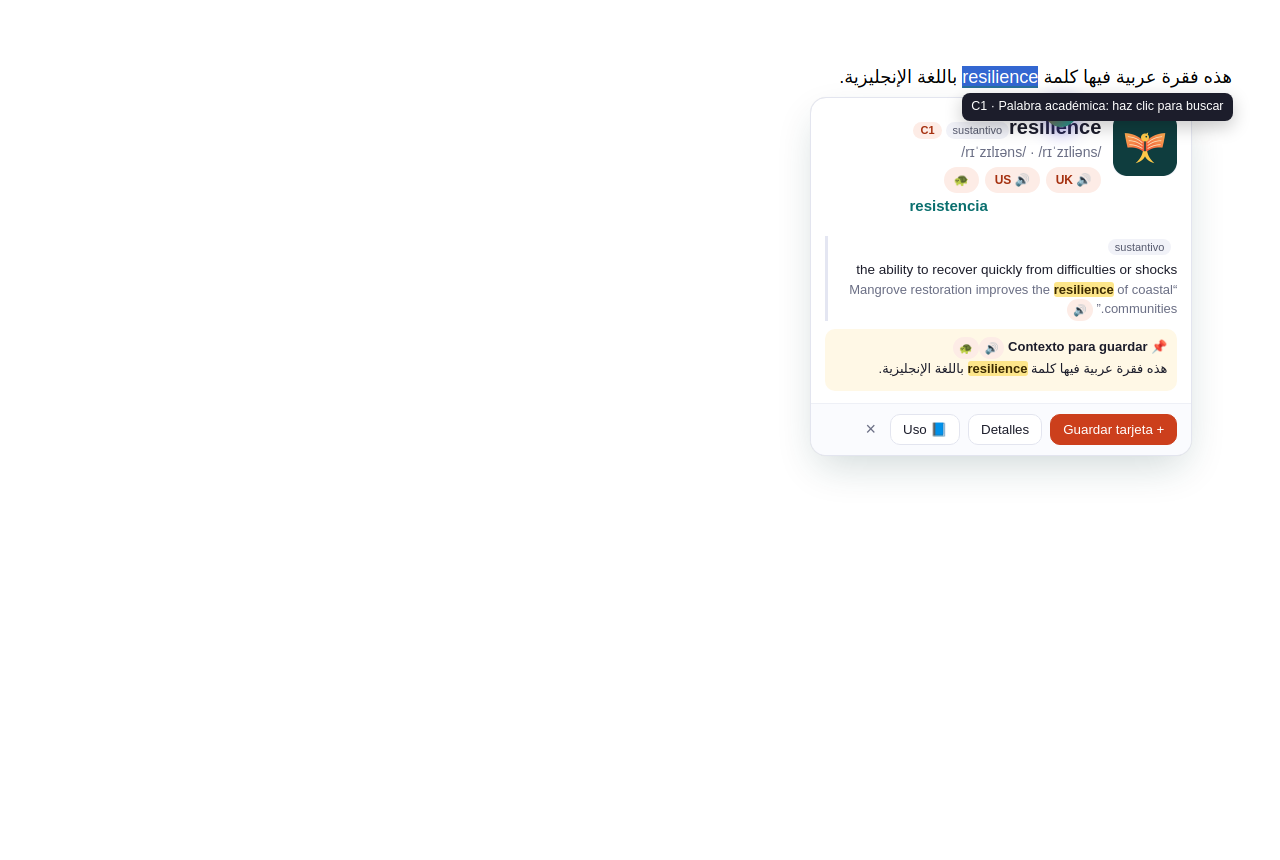 هذه فقرة عربية فيها كلمة resilience باللغة الإنجليزية.
C1 · Palabra académica: haz clic para buscar
resilience sustantivo C1
/rɪˈzɪlɪəns/ · /rɪˈzɪliəns/
UK 🔊 US 🔊 🐢
resistencia
sustantivo
the ability to recover quickly from difficulties or shocks
“Mangrove restoration improves the resilience of coastal
communities.” 🔊
📌 Contexto para guardar 🔊 🐢
هذه فقرة عربية فيها كلمة resilience باللغة الإنجليزية.
Guardar tarjeta + Detalles Uso 📘 ×